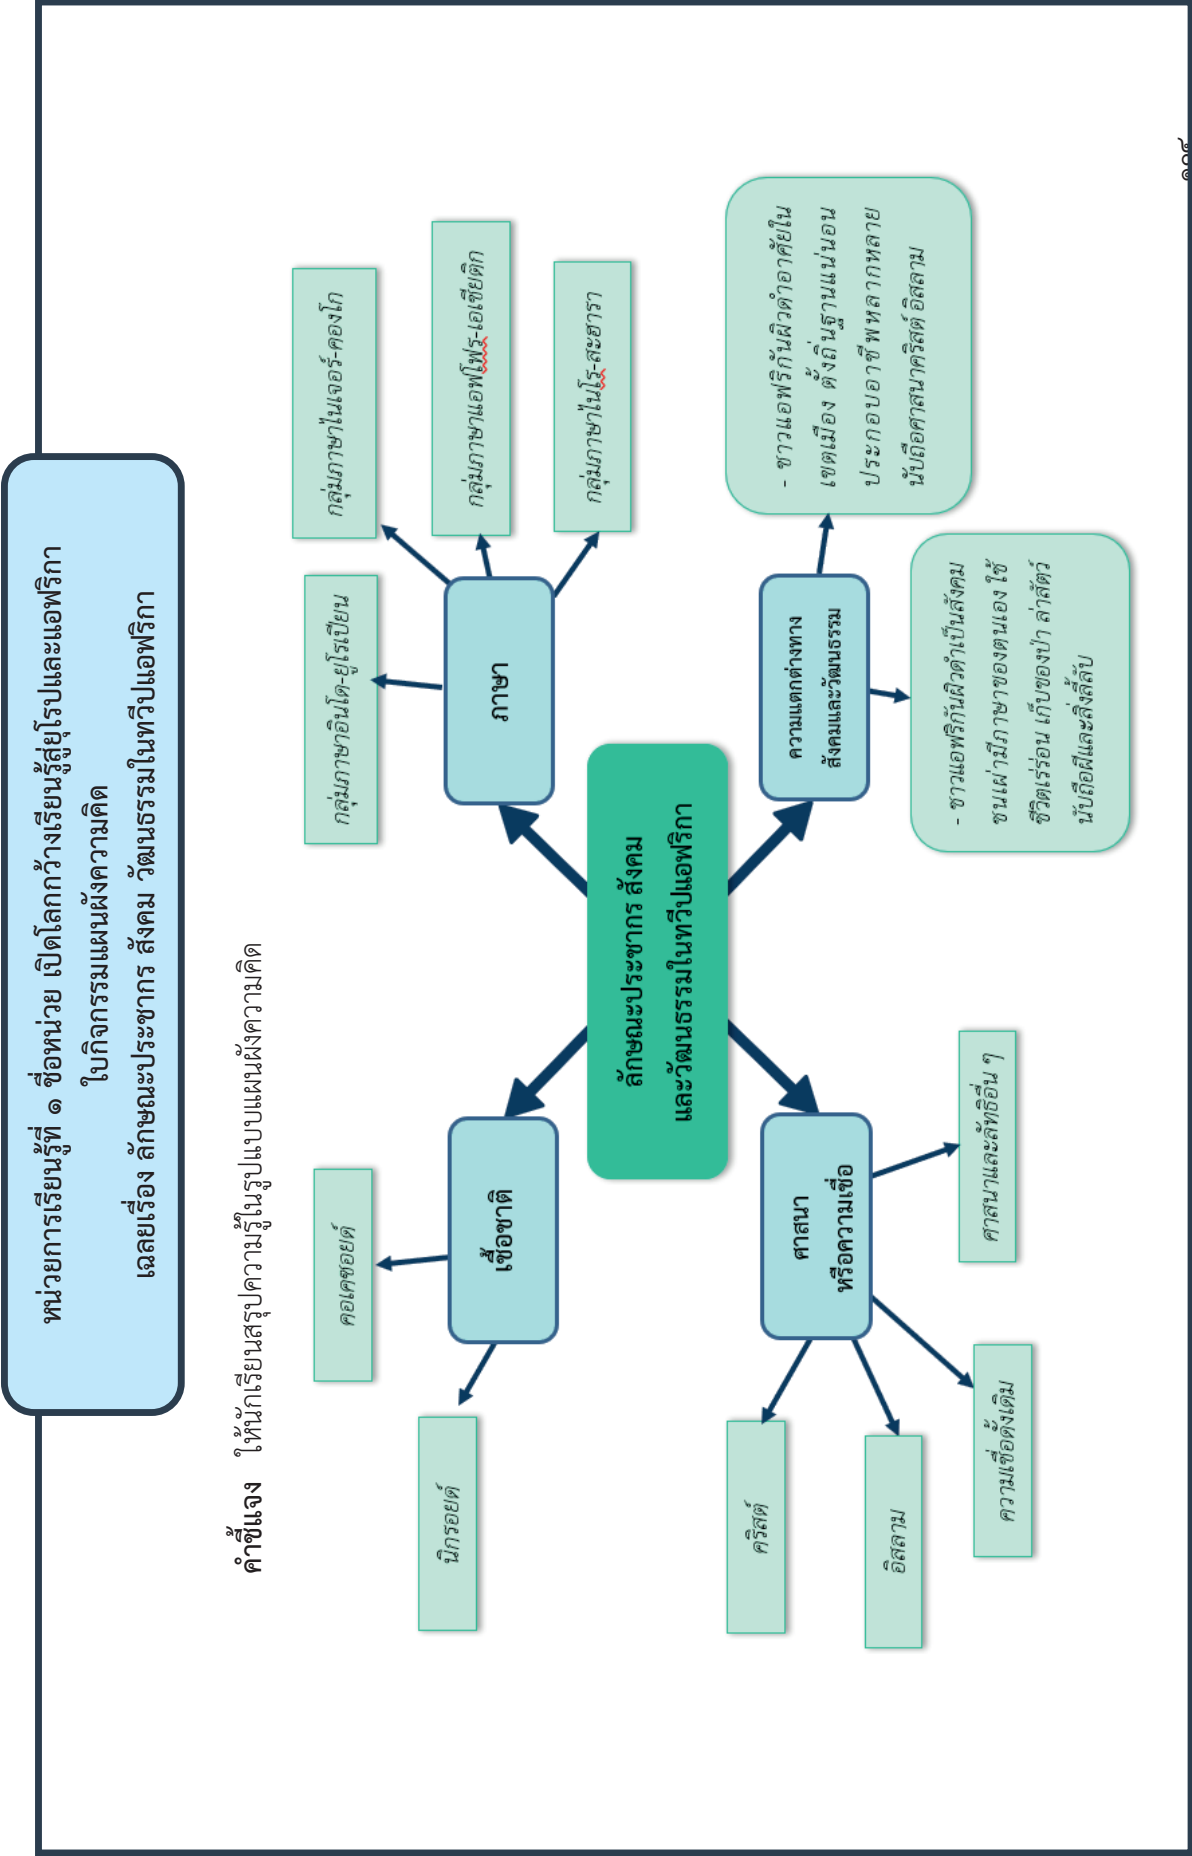 หน่วยการเรียนรู้ที่ ๑ ชื่อหน่วย เปิดโลกกว้างเรียนรู้สู่ยุโรปและแอฟริกา
ใบกิจกรรมแผนผังความคิด
เฉลยเรื่อง ลักษณะประชากร สังคม วัฒนธรรมในทวีปแอฟริกา
คำชี้แจง ให้นักเรียนสรุปความรู้ในรูปแบบแผนผังความคิด
คอเคซอยด์
นิกรอยด์
เชื้อชาติ
กลุ่มภาษาอินโด-ยูโรเปียน
กลุ่มภาษาไนเจอร์-คองโก
กลุ่มภาษาแอฟโฟร-เอเชียติก
กลุ่มภาษาไนโร-สะฮารา
ภาษา
ลักษณะประชากร สังคม
และวัฒนธรรมในทวีปแอฟริกา
ศาสนา
หรือความเชื่อ
คริสต์
อิสลาม
ความเชื่อดั้งเดิม
ศาสนาและลัทธิอื่น ๆ
ความแตกต่างทาง
สังคมและวัฒนธรรม
- ชาวแอฟริกันผิวดำอาศัยใน
เขตเมือง ตั้งถิ่นฐานแน่นอน
ประกอบอาชีพหลากหลาย
นับถือศาสนาคริสต์ อิสลาม
- ชาวแอฟริกันผิวดำเป็นสังคม
ชนเผ่ามีภาษาของตนเอง ใช้
ชีวิตเร่ร่อน เก็บของป่า ล่าสัตว์
นับถือผีและสิ่งลี้ลับ